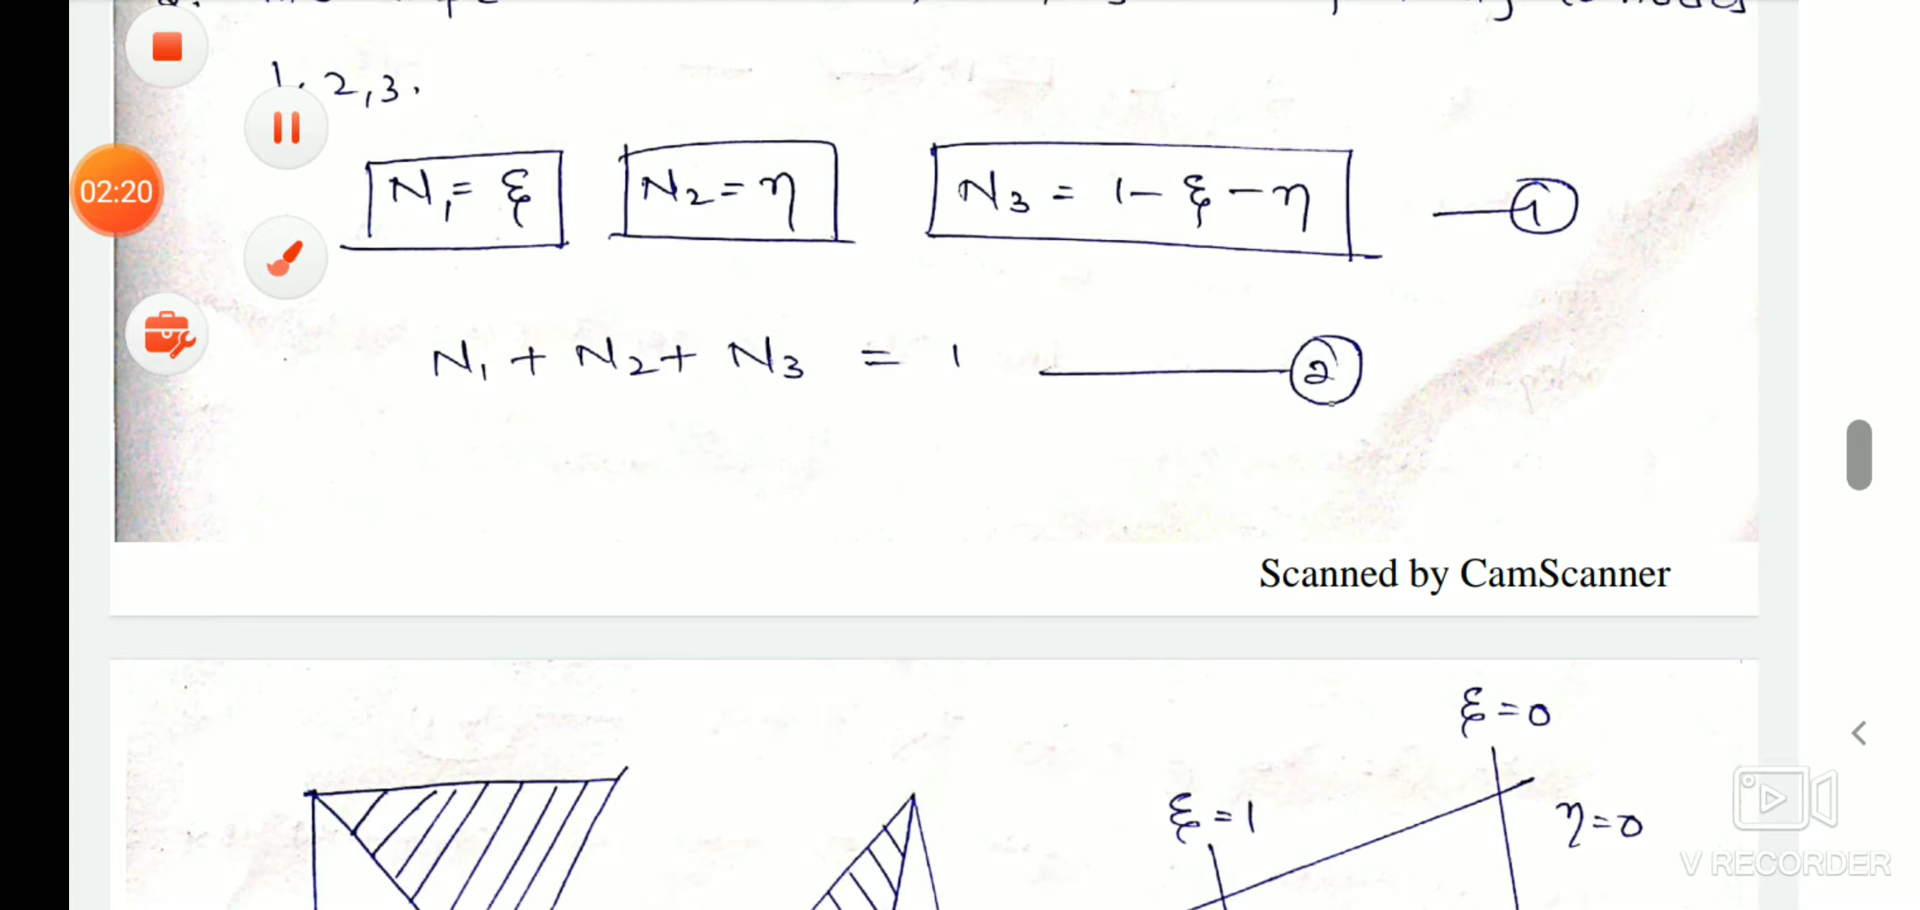 1, 2, 3.
02:20
N₁ = ξ N₂ = η N₃ = 1 - ξ - η — ①
N₁ + N₂ + N₃ = 1 — ②
Scanned by CamScanner
ξ = 0
ξ = 1 η = 0
V RECORDER